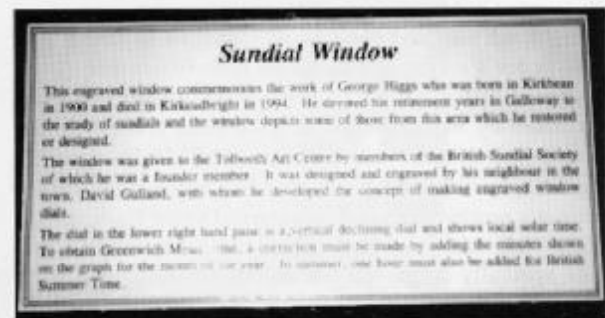 Sundial Window
This engraved window commemorates the work of George Higgs who was born in Kirkbean
in 1900 and died in Kirkcudbright in 1994. He devoted his retirement years in Galloway to
the study of sundials and the window depicts some of those from this area which he restored
or designed.
The window was given to the Tolbooth Art Centre by members of the British Sundial Society
of which he was a founder member. It was designed and engraved by his neighbour in the
town, David Gulland, with whom he developed the concept of making engraved window
dials.
The dial in the lower right hand pane is a vertical declining dial and shows local solar time.
To obtain Greenwich Mean Time, a correction must be made by adding the minutes shown
on the graph for the month of the year. In summer, one hour must also be added for British
Summer Time.